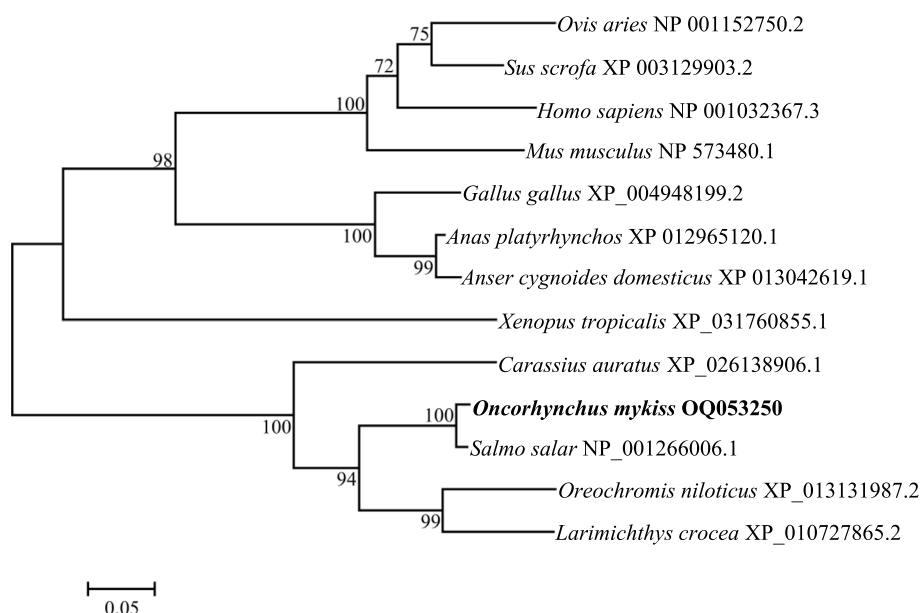 75
Ovis aries NP 001152750.2
Sus scrofa XP 003129903.2
72
100
Homo sapiens NP 001032367.3
Mus musculus NP 573480.1
98
Gallus gallus XP_004948199.2
100
Anas platyrhynchos XP 012965120.1
99
Anser cygnoides domesticus XP 013042619.1
Xenopus tropicalis XP_031760855.1
Carassius auratus XP_026138906.1
100
100
Oncorhynchus mykiss OQ053250
Salmo salar NP_001266006.1
94
Oreochromis niloticus XP_013131987.2
99
Larimichthys crocea XP_010727865.2
0.05